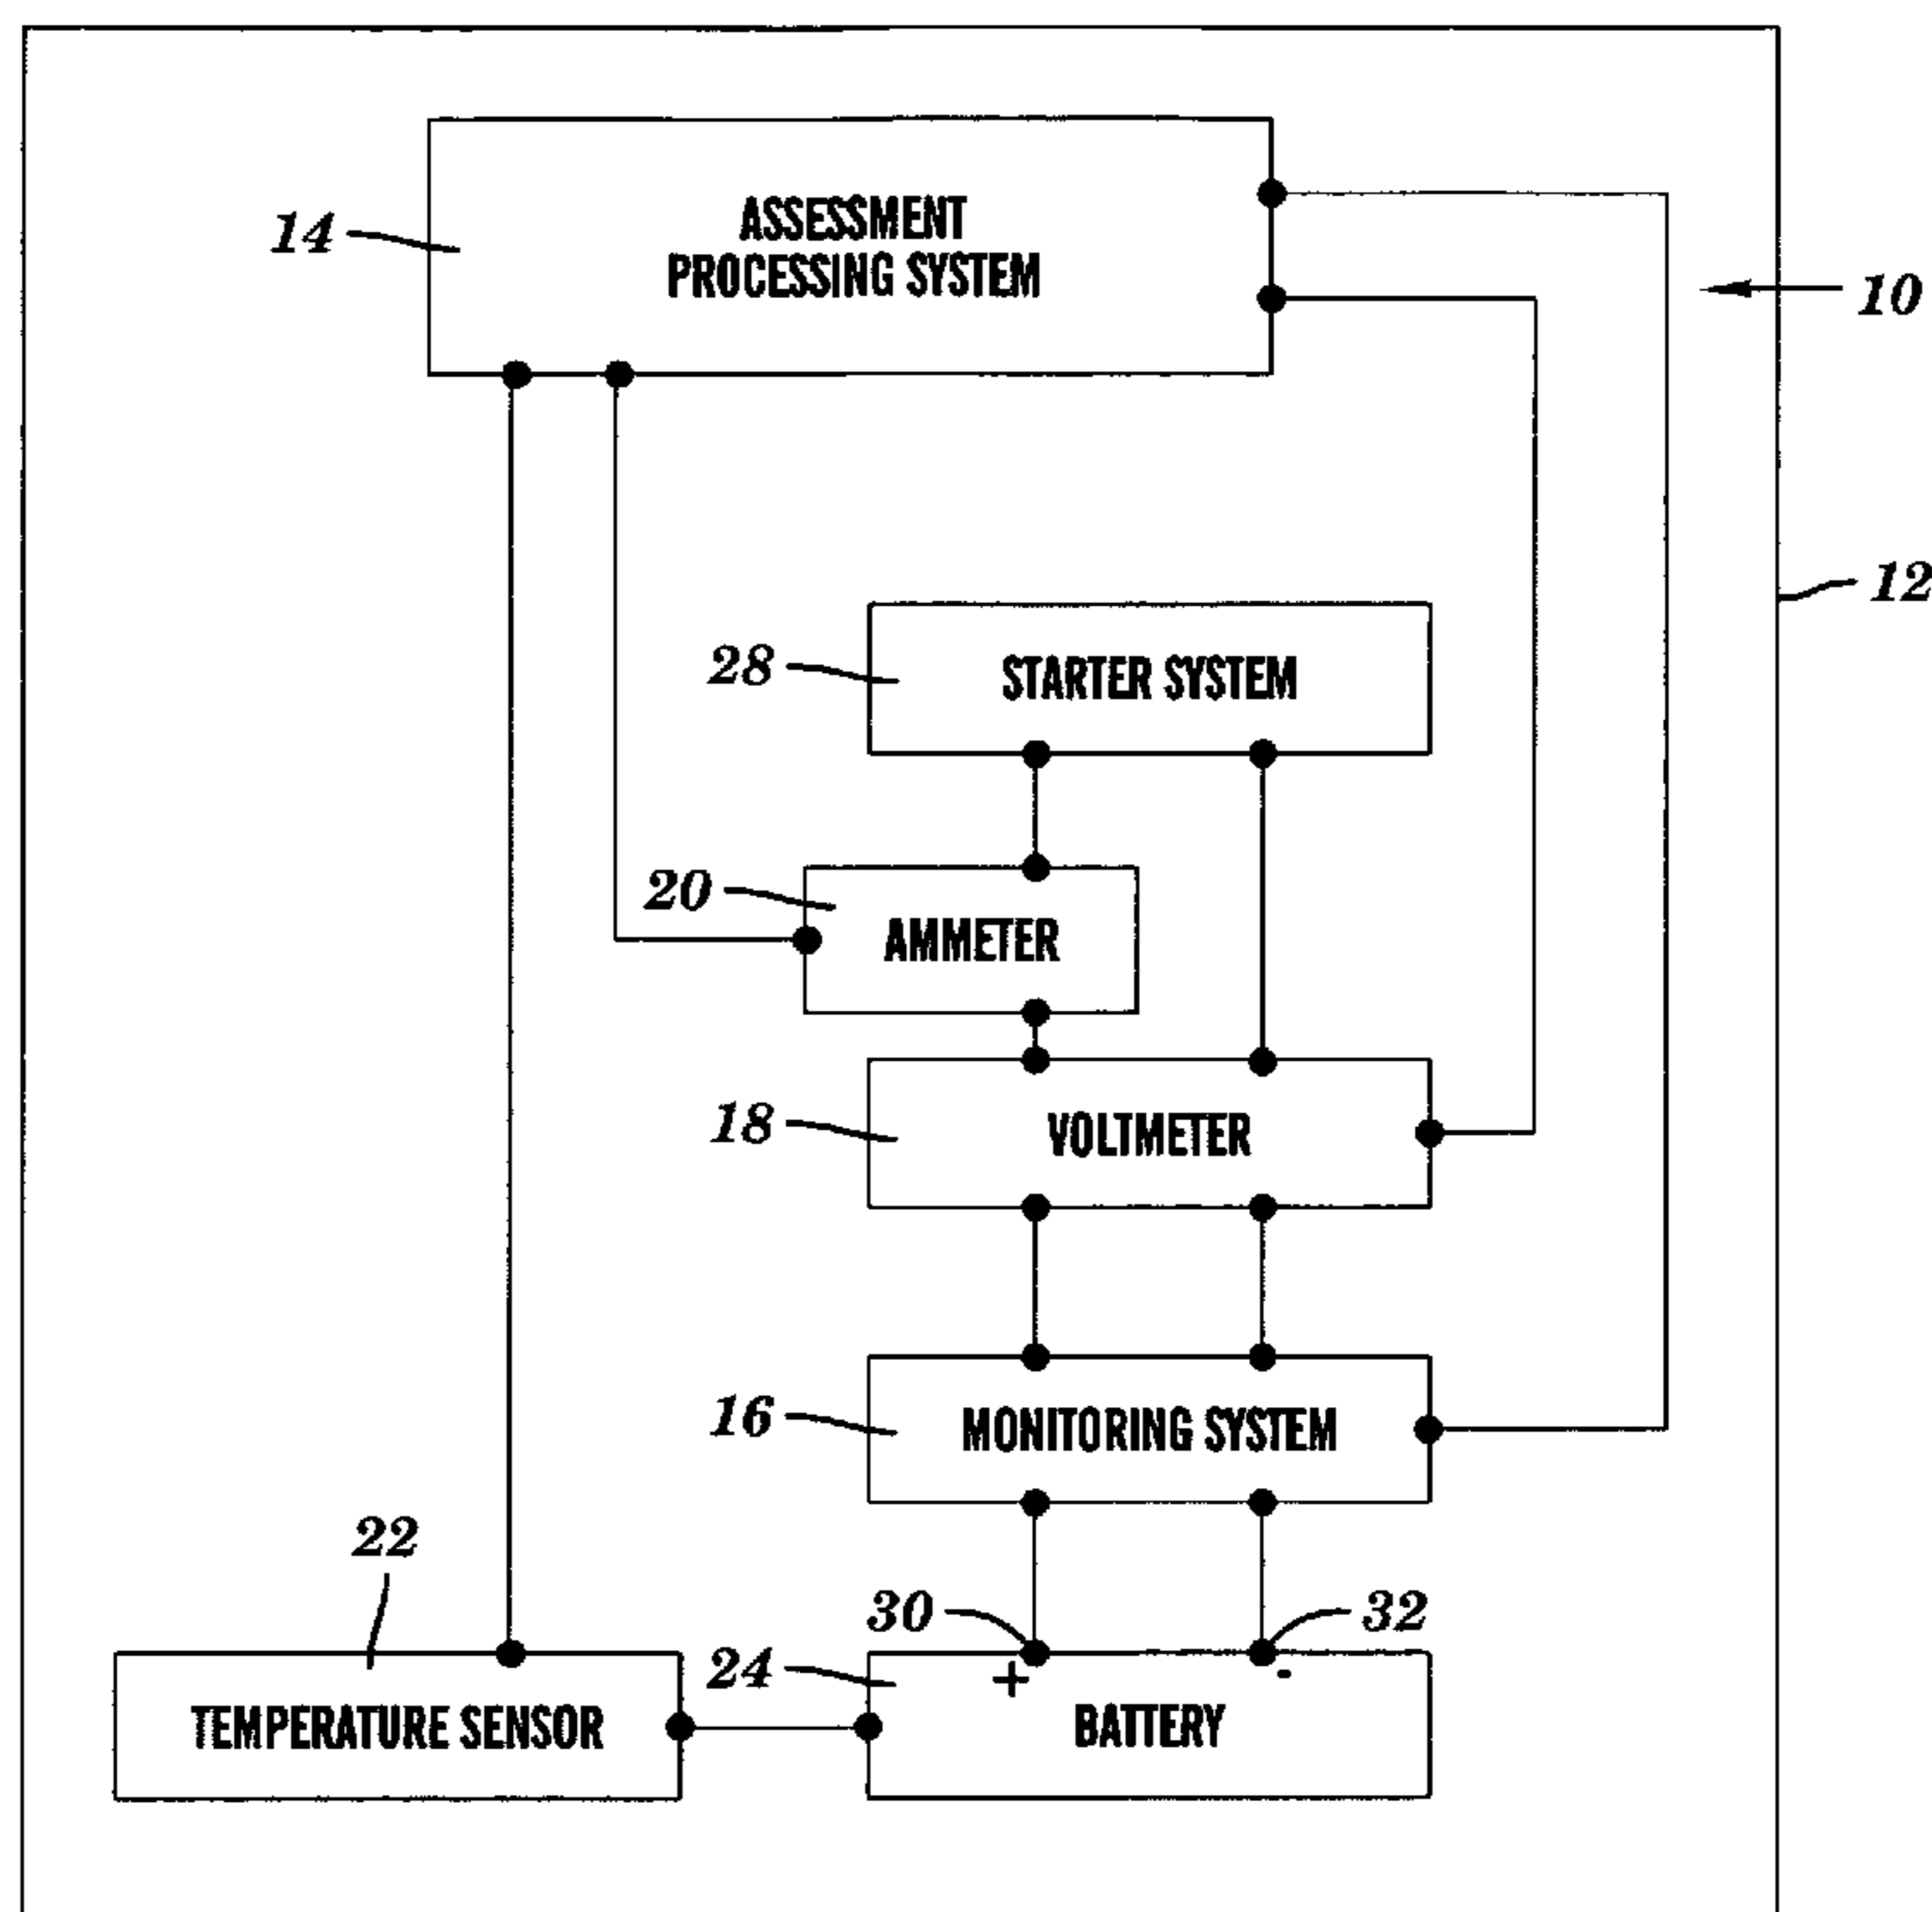 14
ASSESSMENT
PROCESSING SYSTEM
10
12
28
STARTER SYSTEM
20
AMMETER
18
VOLTMETER
16
MONITORING SYSTEM
22
30
32
24
+
-
TEMPERATURE SENSOR
BATTERY